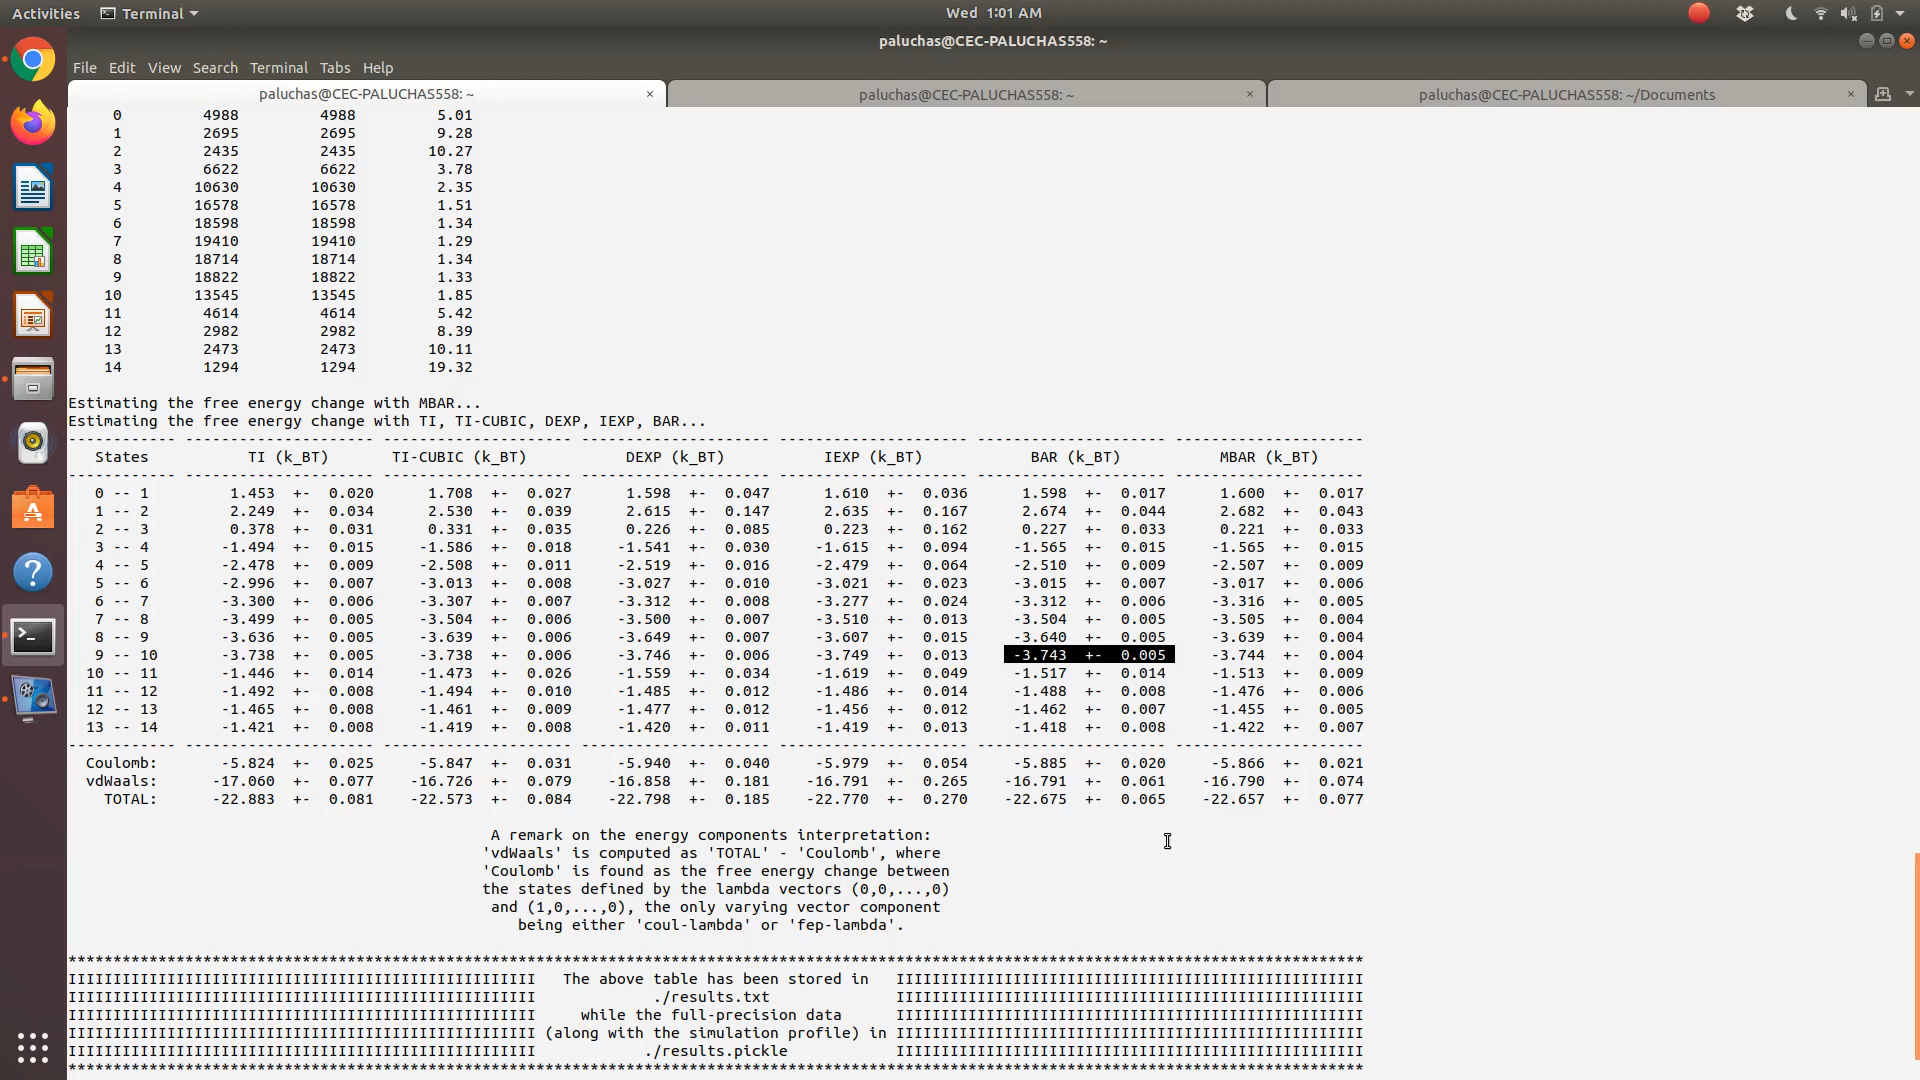 Activities Terminal Wed 1:01 AM
paluchas@CEC-PALUCHAS558: ~
File Edit View Search Terminal Tabs Help
paluchas@CEC-PALUCHAS558: ~ × paluchas@CEC-PALUCHAS558: ~ × paluchas@CEC-PALUCHAS558: ~/Documents ×
0 4988 4988 5.01
1 2695 2695 9.28
2 2435 2435 10.27
3 6622 6622 3.78
4 10630 10630 2.35
5 16578 16578 1.51
6 18598 18598 1.34
7 19410 19410 1.29
8 18714 18714 1.34
9 18822 18822 1.33
10 13545 13545 1.85
11 4614 4614 5.42
12 2982 2982 8.39
13 2473 2473 10.11
14 1294 1294 19.32
Estimating the free energy change with MBAR...
Estimating the free energy change with TI, TI-CUBIC, DEXP, IEXP, BAR...
------------ --------------------- --------------------- --------------------- --------------------- --------------------- ---------------------
States TI (k_BT) TI-CUBIC (k_BT) DEXP (k_BT) IEXP (k_BT) BAR (k_BT) MBAR (k_BT)
------------ --------------------- --------------------- --------------------- --------------------- --------------------- ---------------------
0 -- 1 1.453 +- 0.020 1.708 +- 0.027 1.598 +- 0.047 1.610 +- 0.036 1.598 +- 0.017 1.600 +- 0.017
1 -- 2 2.249 +- 0.034 2.530 +- 0.039 2.615 +- 0.147 2.635 +- 0.167 2.674 +- 0.044 2.682 +- 0.043
2 -- 3 0.378 +- 0.031 0.331 +- 0.035 0.226 +- 0.085 0.223 +- 0.162 0.227 +- 0.033 0.221 +- 0.033
3 -- 4 -1.494 +- 0.015 -1.586 +- 0.018 -1.541 +- 0.030 -1.615 +- 0.094 -1.565 +- 0.015 -1.565 +- 0.015
4 -- 5 -2.478 +- 0.009 -2.508 +- 0.011 -2.519 +- 0.016 -2.479 +- 0.064 -2.510 +- 0.009 -2.507 +- 0.009
5 -- 6 -2.996 +- 0.007 -3.013 +- 0.008 -3.027 +- 0.010 -3.021 +- 0.023 -3.015 +- 0.007 -3.017 +- 0.006
6 -- 7 -3.300 +- 0.006 -3.307 +- 0.007 -3.312 +- 0.008 -3.277 +- 0.024 -3.312 +- 0.006 -3.316 +- 0.005
7 -- 8 -3.499 +- 0.005 -3.504 +- 0.006 -3.500 +- 0.007 -3.510 +- 0.013 -3.504 +- 0.005 -3.505 +- 0.004
8 -- 9 -3.636 +- 0.005 -3.639 +- 0.006 -3.649 +- 0.007 -3.607 +- 0.015 -3.640 +- 0.005 -3.639 +- 0.004
9 -- 10 -3.738 +- 0.005 -3.738 +- 0.006 -3.746 +- 0.006 -3.749 +- 0.013 -3.743 +- 0.005 -3.744 +- 0.004
10 -- 11 -1.446 +- 0.014 -1.473 +- 0.026 -1.559 +- 0.034 -1.619 +- 0.049 -1.517 +- 0.014 -1.513 +- 0.009
11 -- 12 -1.492 +- 0.008 -1.494 +- 0.010 -1.485 +- 0.012 -1.486 +- 0.014 -1.488 +- 0.008 -1.476 +- 0.006
12 -- 13 -1.465 +- 0.008 -1.461 +- 0.009 -1.477 +- 0.012 -1.456 +- 0.012 -1.462 +- 0.007 -1.455 +- 0.005
13 -- 14 -1.421 +- 0.008 -1.419 +- 0.008 -1.420 +- 0.011 -1.419 +- 0.013 -1.418 +- 0.008 -1.422 +- 0.007
------------ --------------------- --------------------- --------------------- --------------------- --------------------- ---------------------
Coulomb: -5.824 +- 0.025 -5.847 +- 0.031 -5.940 +- 0.040 -5.979 +- 0.054 -5.885 +- 0.020 -5.866 +- 0.021
vdWaals: -17.060 +- 0.077 -16.726 +- 0.079 -16.858 +- 0.181 -16.791 +- 0.265 -16.791 +- 0.061 -16.790 +- 0.074
TOTAL: -22.883 +- 0.081 -22.573 +- 0.084 -22.798 +- 0.185 -22.770 +- 0.270 -22.675 +- 0.065 -22.657 +- 0.077
A remark on the energy components interpretation:
'vdWaals' is computed as 'TOTAL' - 'Coulomb', where
'Coulomb' is found as the free energy change between
the states defined by the lambda vectors (0,0,...,0)
and (1,0,...,0), the only varying vector component
being either 'coul-lambda' or 'fep-lambda'.
************************************************************************************************************************************************
IIIIIIIIIIIIIIIIIIIIIIIIIIIIIIIIIIIIIIIIIIIIIIIIIIII The above table has been stored in IIIIIIIIIIIIIIIIIIIIIIIIIIIIIIIIIIIIIIIIIIIIIIIIIIII
IIIIIIIIIIIIIIIIIIIIIIIIIIIIIIIIIIIIIIIIIIIIIIIIIIII ./results.txt IIIIIIIIIIIIIIIIIIIIIIIIIIIIIIIIIIIIIIIIIIIIIIIIIIII
IIIIIIIIIIIIIIIIIIIIIIIIIIIIIIIIIIIIIIIIIIIIIIIIIIII while the full-precision data IIIIIIIIIIIIIIIIIIIIIIIIIIIIIIIIIIIIIIIIIIIIIIIIIIII
IIIIIIIIIIIIIIIIIIIIIIIIIIIIIIIIIIIIIIIIIIIIIIIIIIII (along with the simulation profile) in IIIIIIIIIIIIIIIIIIIIIIIIIIIIIIIIIIIIIIIIIIIIIIIIIIII
IIIIIIIIIIIIIIIIIIIIIIIIIIIIIIIIIIIIIIIIIIIIIIIIIIII ./results.pickle IIIIIIIIIIIIIIIIIIIIIIIIIIIIIIIIIIIIIIIIIIIIIIIIIIII
************************************************************************************************************************************************